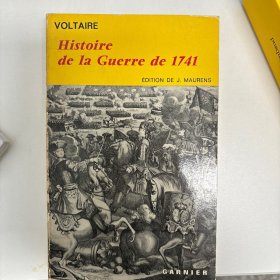 VOLTAIRE
Histoire
de la Guerre de 1741
ÉDITION DE J. MAURENS
GARNIER